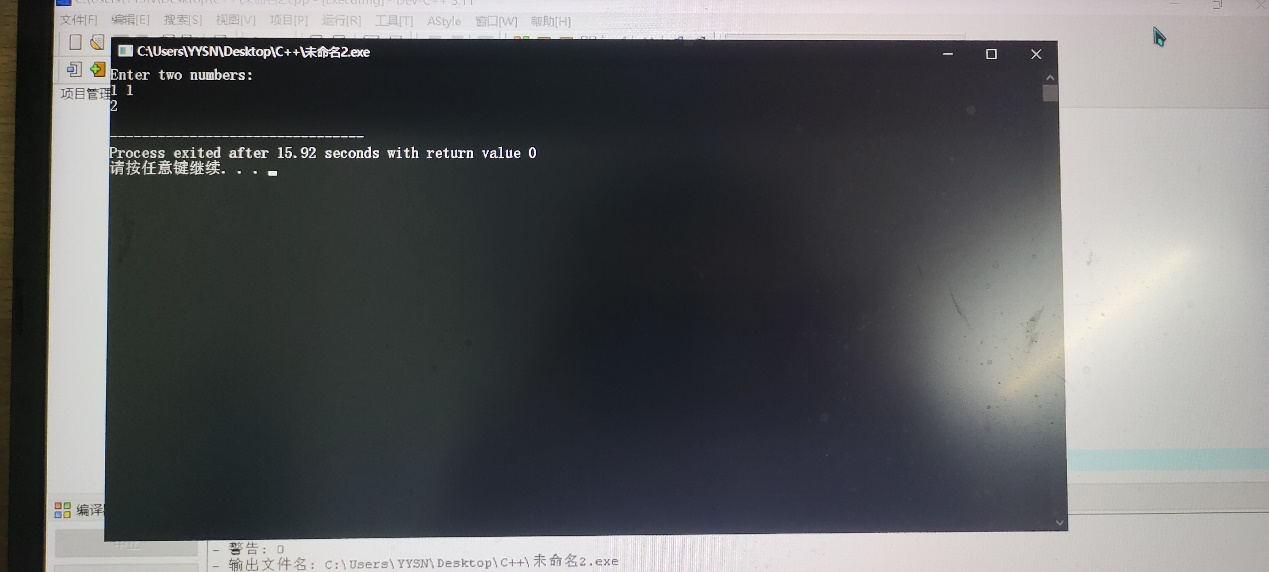 文件[F] 编辑[E] 搜索[S] 视图[V] 项目[P] 运行[R] 工具[T] AStyle 窗口[W] 帮助[H]
C:\Users\YYSN\Desktop\C++\未命名2.exe
项目管理
Enter two numbers:
1 1
2
--------------------------------
Process exited after 15.92 seconds with return value 0
请按任意键继续. . .
编译
- 警告: 0
- 输出文件名: C:\Users\YYSN\Desktop\C++\未命名2.exe